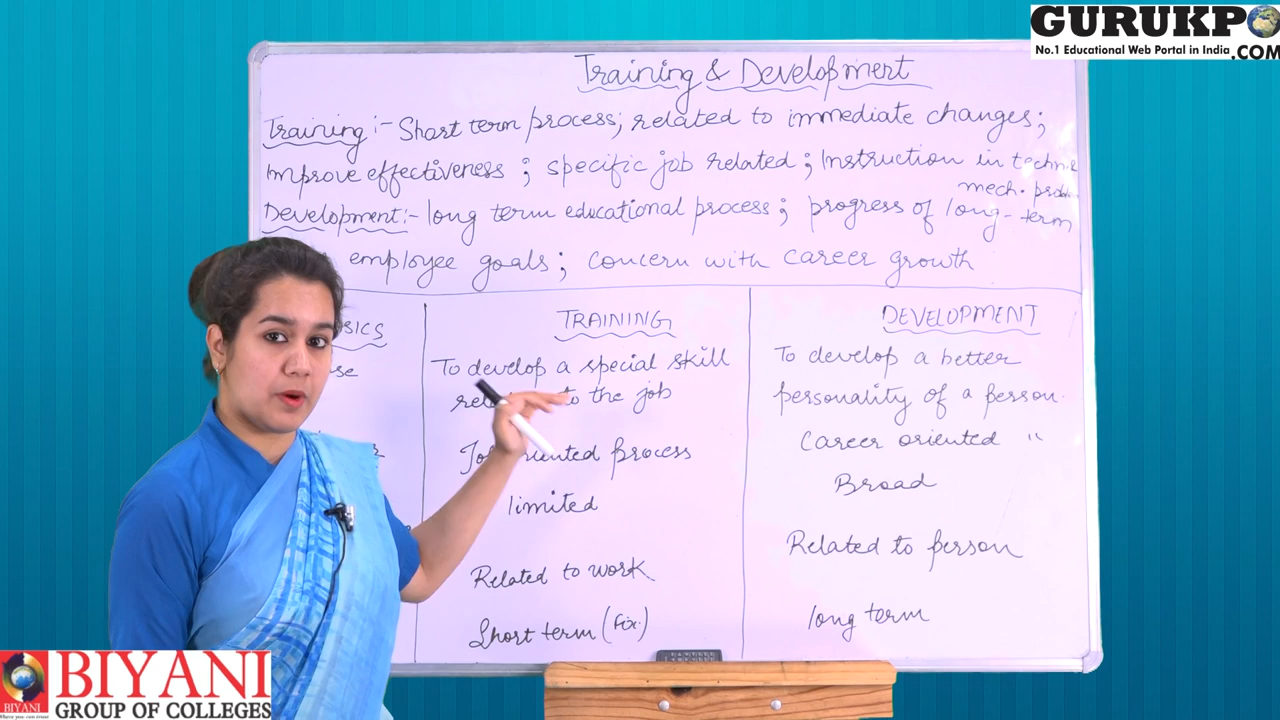 GURUKPO
No.1 Educational Web Portal in India .COM
Training & Development
Training :- Short term process; related to immediate changes;
Improve effectiveness ; specific job related ; Instruction in
mech.
Development:- long term educational process ; progress of long-term
employee goals ; concern with career growth
TRAINING
DEVELOPMENT
To develop a special skill
to the job
To develop a better
personality of a person.
process
Career oriented "
limited
Broad
Related to work
Related to person
Short term (Fix.)
long term
BIYANI
GROUP OF COLLEGES
BIYANI